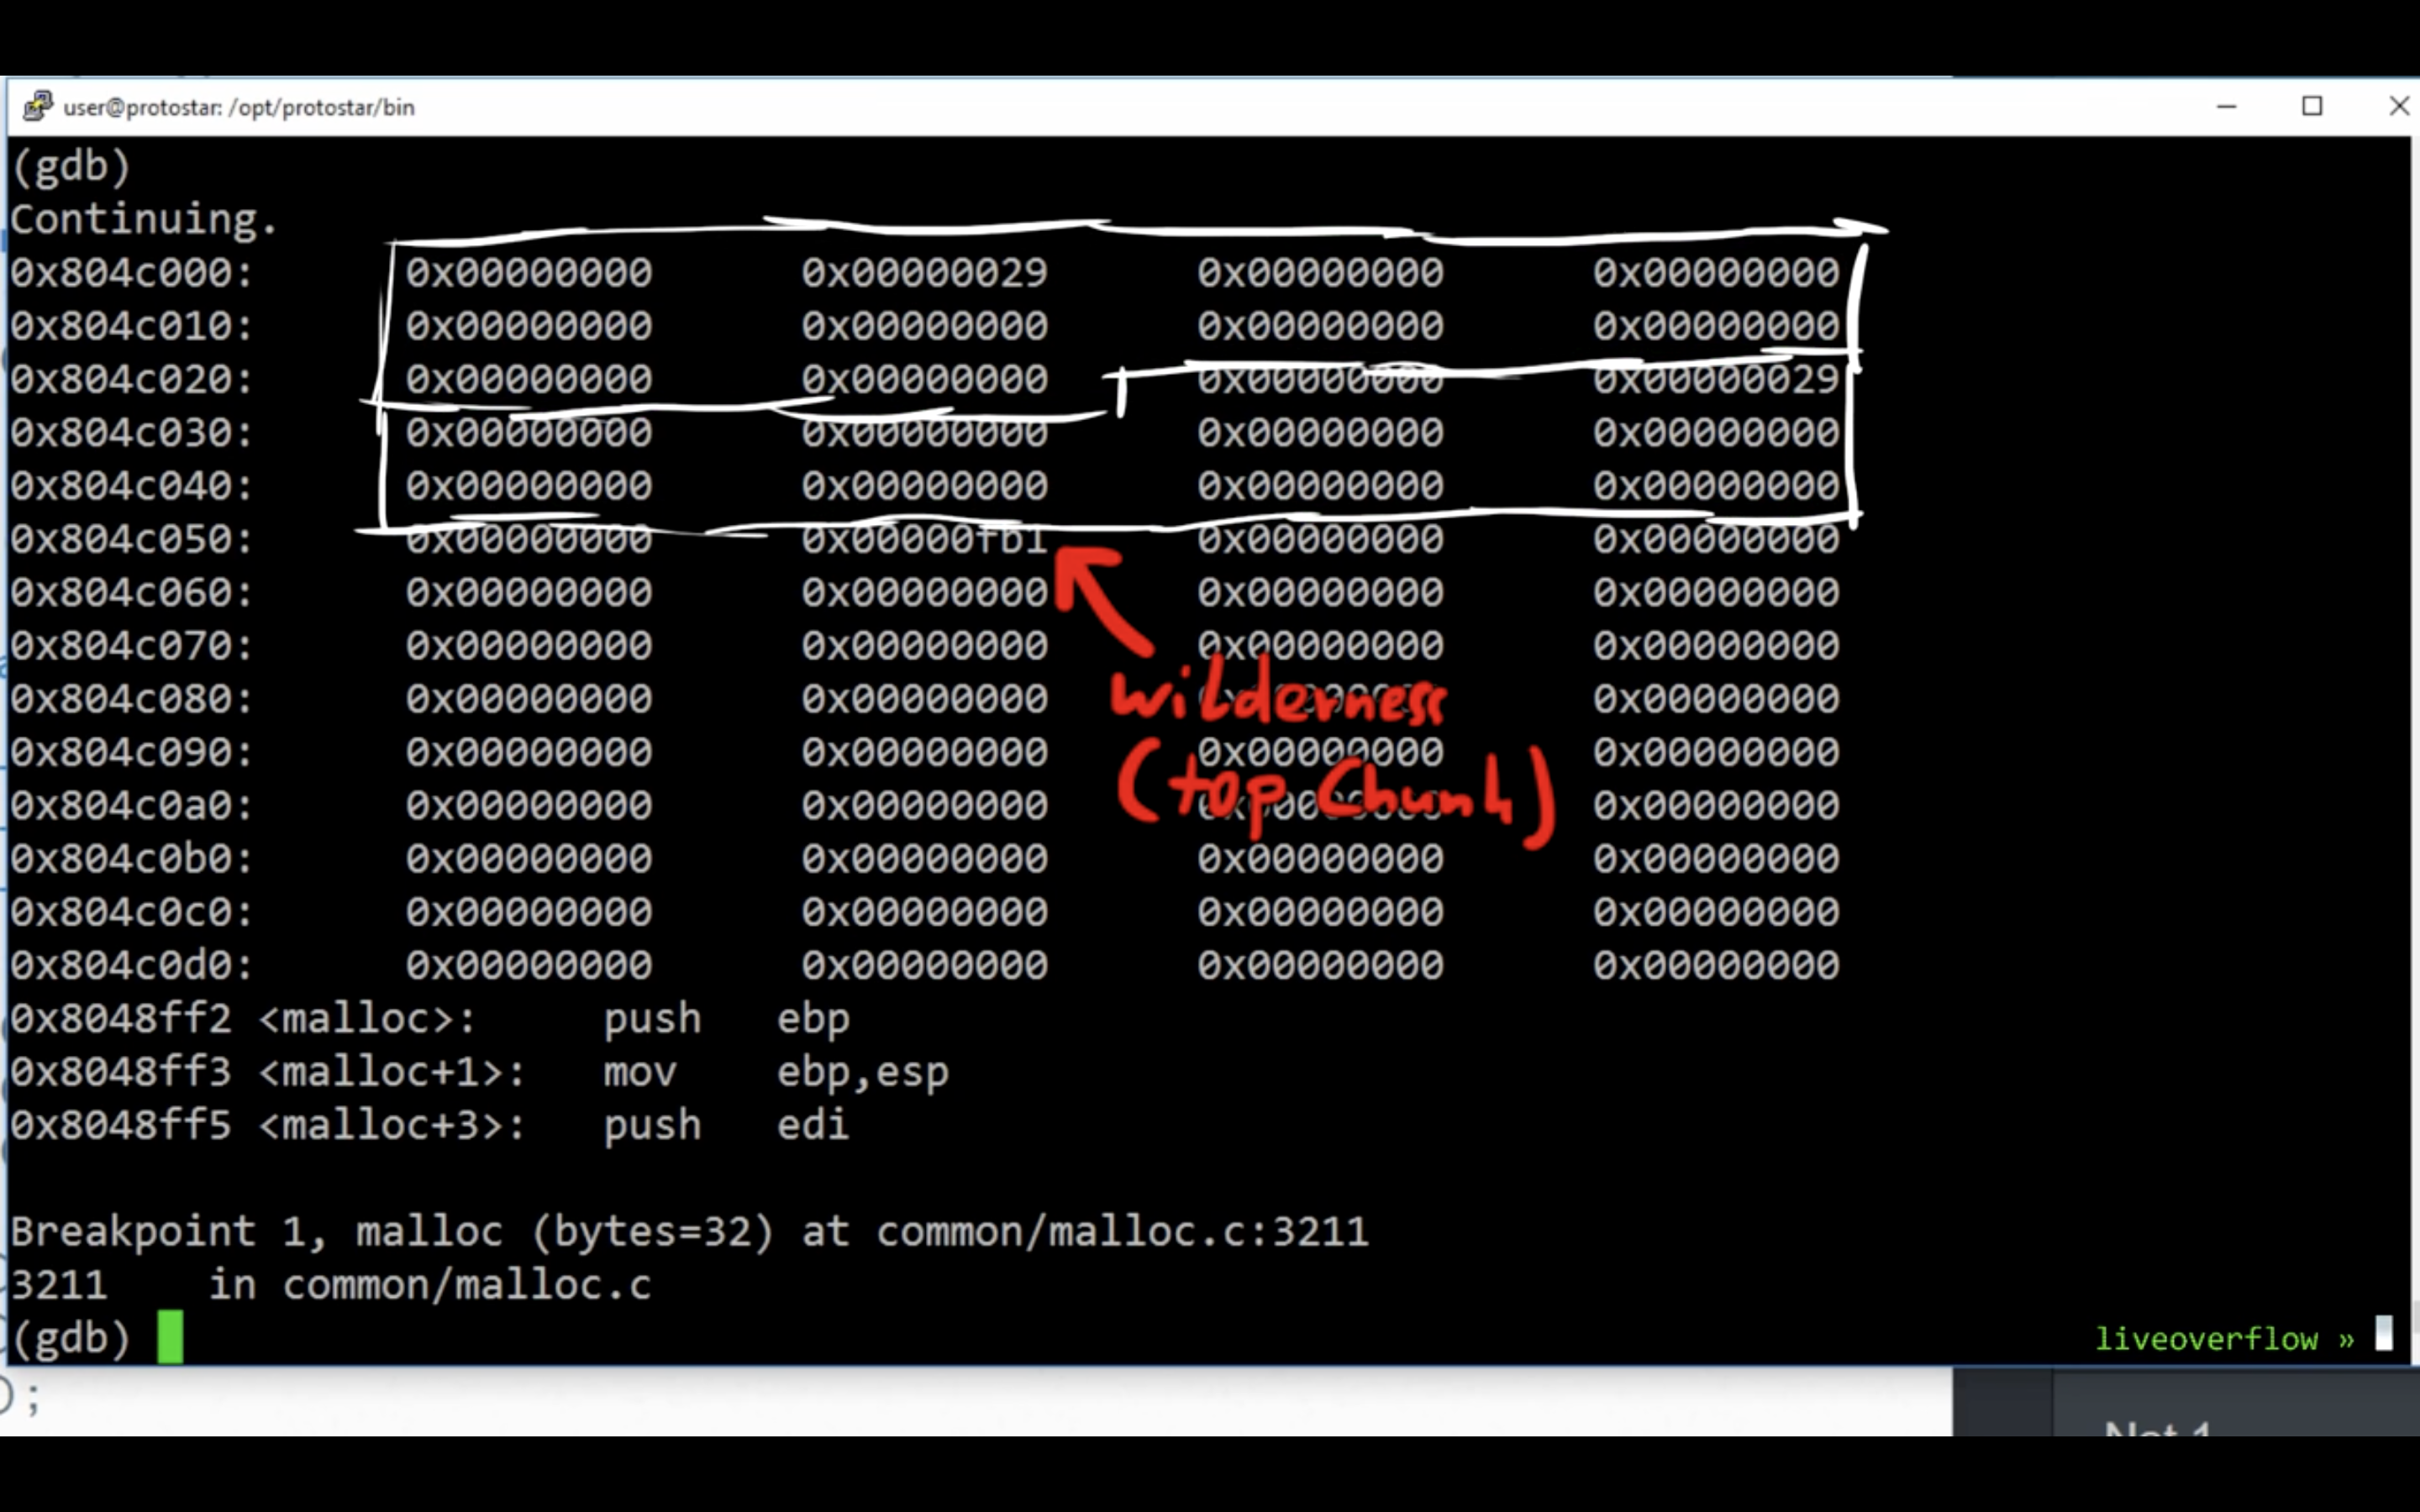 user@protostar: /opt/protostar/bin
(gdb)
Continuing.
0x804c000: 0x00000000 0x00000029 0x00000000 0x00000000
0x804c010: 0x00000000 0x00000000 0x00000000 0x00000000
0x804c020: 0x00000000 0x00000000 0x00000000 0x00000029
0x804c030: 0x00000000 0x00000000 0x00000000 0x00000000
0x804c040: 0x00000000 0x00000000 0x00000000 0x00000000
0x804c050: 0x00000000 0x00000fb1 0x00000000 0x00000000
0x804c060: 0x00000000 0x00000000 0x00000000 0x00000000
0x804c070: 0x00000000 0x00000000 0x00000000 0x00000000
0x804c080: 0x00000000 0x00000000 0x00000000
wilderness
0x804c090: 0x00000000 0x00000000 0x00000000 0x00000000
0x804c0a0: 0x00000000 0x00000000 0x00000000
(top Chunk)
0x804c0b0: 0x00000000 0x00000000 0x00000000 0x00000000
0x804c0c0: 0x00000000 0x00000000 0x00000000 0x00000000
0x804c0d0: 0x00000000 0x00000000 0x00000000 0x00000000
0x8048ff2 <malloc>: push ebp
0x8048ff3 <malloc+1>: mov ebp,esp
0x8048ff5 <malloc+3>: push edi
Breakpoint 1, malloc (bytes=32) at common/malloc.c:3211
3211 in common/malloc.c
(gdb)
liveoverflow »
);